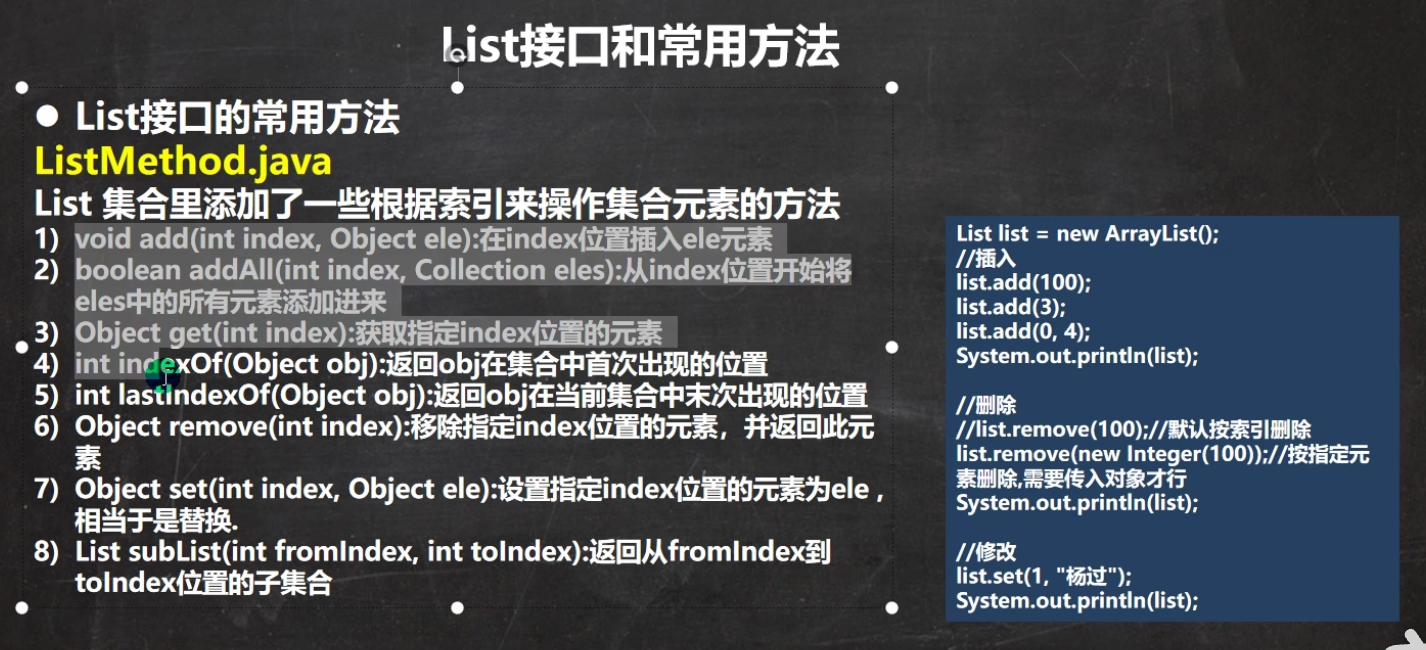 List接口和常用方法
● List接口的常用方法
ListMethod.java
List 集合里添加了一些根据索引来操作集合元素的方法
1) void add(int index, Object ele):在index位置插入ele元素
2) boolean addAll(int index, Collection eles):从index位置开始将
eles中的所有元素添加进来
3) Object get(int index):获取指定index位置的元素
4) int indexOf(Object obj):返回obj在集合中首次出现的位置
5) int lastIndexOf(Object obj):返回obj在当前集合中末次出现的位置
6) Object remove(int index):移除指定index位置的元素，并返回此元
素
7) Object set(int index, Object ele):设置指定index位置的元素为ele ,
相当于是替换.
8) List subList(int fromIndex, int toIndex):返回从fromIndex到
toIndex位置的子集合
List list = new ArrayList();
//插入
list.add(100);
list.add(3);
list.add(0, 4);
System.out.println(list);
//删除
//list.remove(100);//默认按索引删除
list.remove(new Integer(100));//按指定元
素删除,需要传入对象才行
System.out.println(list);
//修改
list.set(1, "杨过");
System.out.println(list);